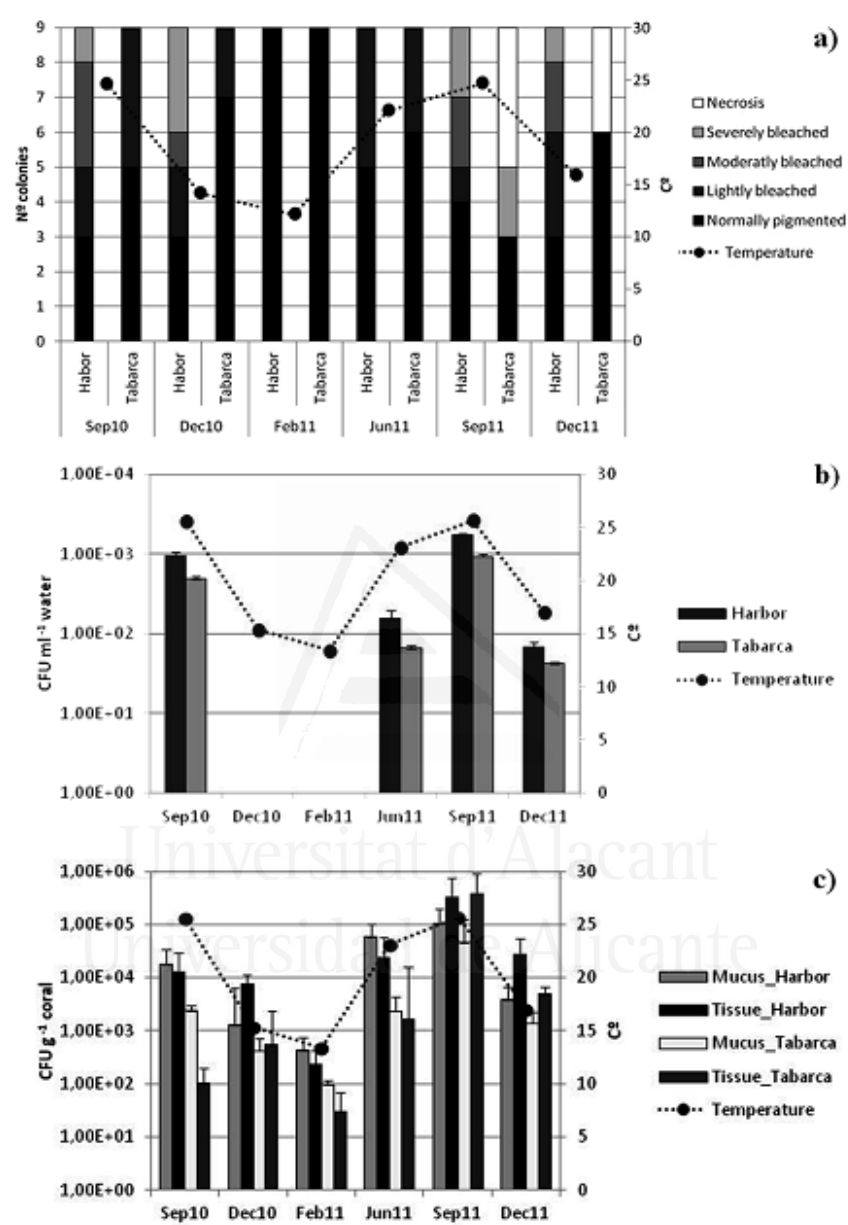 a)
9
8
7
6
5
4
3
2
1
0
Nº colonies
30
25
20
15
10
5
0
Cº
Necrosis
Severely bleached
Moderatly bleached
Lightly bleached
Normally pigmented
Temperature
Habor Tabarca Habor Tabarca Habor Tabarca Habor Tabarca Habor Tabarca Habor Tabarca
Sep10 Dec10 Feb11 Jun11 Sep11 Dec11
b)
1,00E+04
1,00E+03
1,00E+02
1,00E+01
1,00E+00
CFU ml⁻¹ water
30
25
20
15
10
5
0
Cº
Harbor
Tabarca
Temperature
Sep10 Dec10 Feb11 Jun11 Sep11 Dec11
Universitat d'Alacant
Universidad de Alicante
c)
1,00E+06
1,00E+05
1,00E+04
1,00E+03
1,00E+02
1,00E+01
1,00E+00
CFU g⁻¹ coral
30
25
20
15
10
5
0
Cº
Mucus_Harbor
Tissue_Harbor
Mucus_Tabarca
Tissue_Tabarca
Temperature
Sep10 Dec10 Feb11 Jun11 Sep11 Dec11